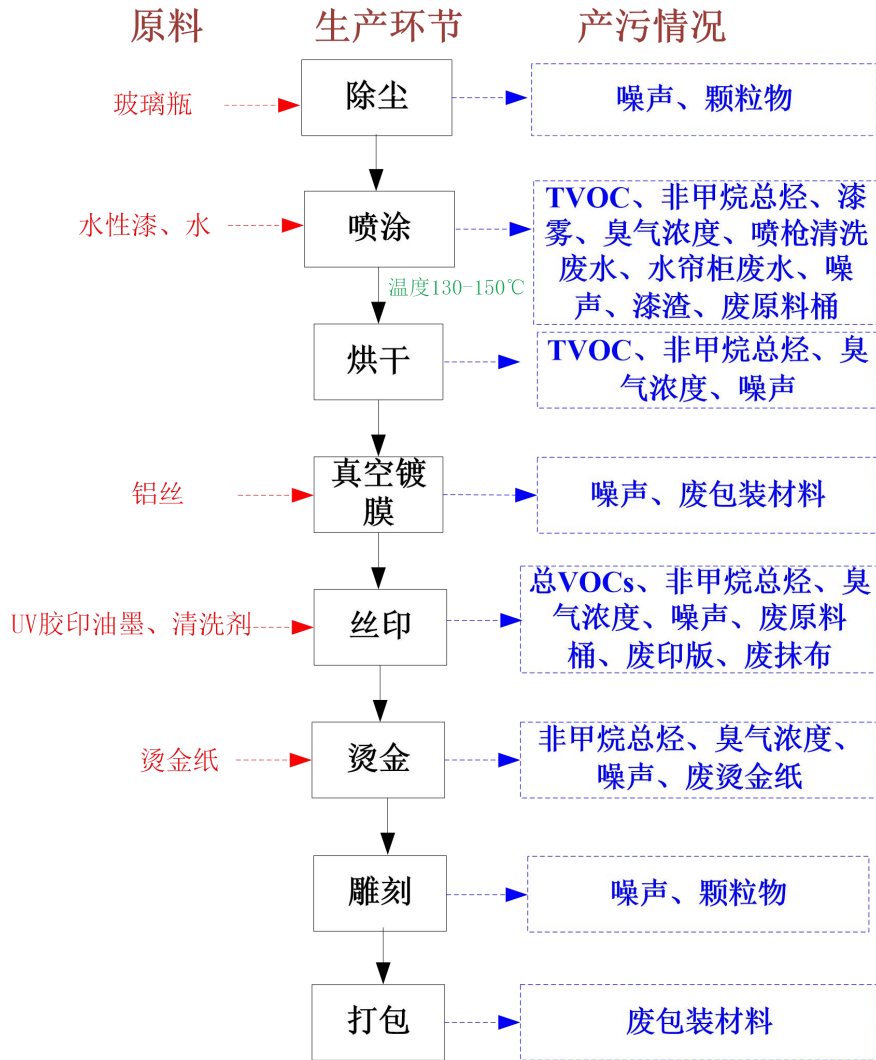 原料 生产环节 产污情况
玻璃瓶
除尘
噪声、颗粒物
水性漆、水
喷涂
TVOC、非甲烷总烃、漆
雾、臭气浓度、喷枪清洗
废水、水帘柜废水、噪
声、漆渣、废原料桶
温度130-150℃
烘干
TVOC、非甲烷总烃、臭
气浓度、噪声
铝丝
真空镀
膜
噪声、废包装材料
UV胶印油墨、清洗剂
丝印
总VOCs、非甲烷总烃、臭
气浓度、噪声、废原料
桶、废印版、废抹布
烫金纸
烫金
非甲烷总烃、臭气浓度、
噪声、废烫金纸
雕刻
噪声、颗粒物
打包
废包装材料